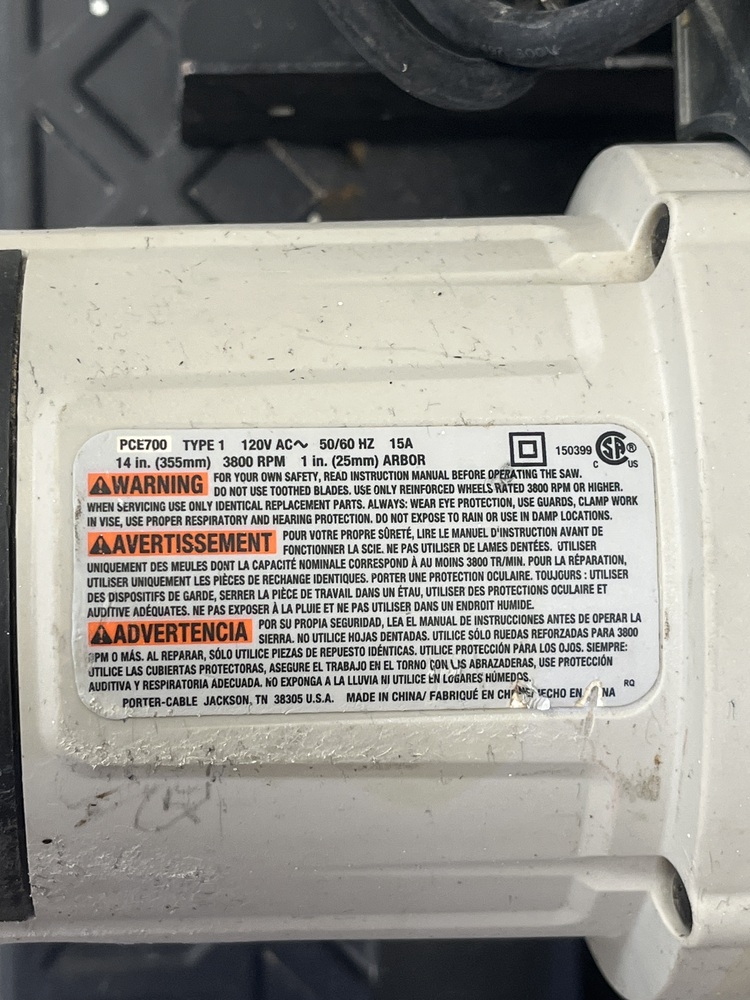 300V
PCE700 TYPE 1 120V AC∿ 50/60 HZ 15A
14 in. (355mm) 3800 RPM 1 in. (25mm) ARBOR
150399 C SA® US
⚠WARNING FOR YOUR OWN SAFETY, READ INSTRUCTION MANUAL BEFORE OPERATING THE SAW.
DO NOT USE TOOTHED BLADES. USE ONLY REINFORCED WHEELS RATED 3800 RPM OR HIGHER.
WHEN SERVICING USE ONLY IDENTICAL REPLACEMENT PARTS. ALWAYS: WEAR EYE PROTECTION, USE GUARDS, CLAMP WORK
IN VISE, USE PROPER RESPIRATORY AND HEARING PROTECTION. DO NOT EXPOSE TO RAIN OR USE IN DAMP LOCATIONS.
⚠AVERTISSEMENT POUR VOTRE PROPRE SÛRETÉ, LIRE LE MANUEL D'INSTRUCTION AVANT DE
FONCTIONNER LA SCIE. NE PAS UTILISER DE LAMES DENTÉES. UTILISER
UNIQUEMENT DES MEULES DONT LA CAPACITÉ NOMINALE CORRESPOND À AU MOINS 3800 TR/MIN. POUR LA RÉPARATION,
UTILISER UNIQUEMENT LES PIÈCES DE RECHANGE IDENTIQUES. PORTER UNE PROTECTION OCULAIRE. TOUJOURS : UTILISER
DES DISPOSITIFS DE GARDE, SERRER LA PIÈCE DE TRAVAIL DANS UN ÉTAU, UTILISER DES PROTECTIONS OCULAIRE ET
AUDITIVE ADÉQUATES. NE PAS EXPOSER À LA PLUIE ET NE PAS UTILISER DANS UN ENDROIT HUMIDE.
⚠ADVERTENCIA POR SU PROPIA SEGURIDAD, LEA EL MANUAL DE INSTRUCCIONES ANTES DE OPERAR LA
SIERRA. NO UTILICE HOJAS DENTADAS. UTILICE SÓLO RUEDAS REFORZADAS PARA 3800
RPM O MÁS. AL REPARAR, SÓLO UTILICE PIEZAS DE REPUESTO IDÉNTICAS. UTILICE PROTECCIÓN PARA LOS OJOS. SIEMPRE:
UTILICE LAS CUBIERTAS PROTECTORAS, ASEGURE EL TRABAJO EN EL TORNO CON LAS ABRAZADERAS, USE PROTECCIÓN
AUDITIVA Y RESPIRATORIA ADECUADA. NO EXPONGA A LA LLUVIA NI UTILICE EN LUGARES HÚMEDOS.
RQ
PORTER-CABLE JACKSON, TN 38305 U.S.A. MADE IN CHINA/ FABRIQUÉ EN CHINE/HECHO EN CHINA